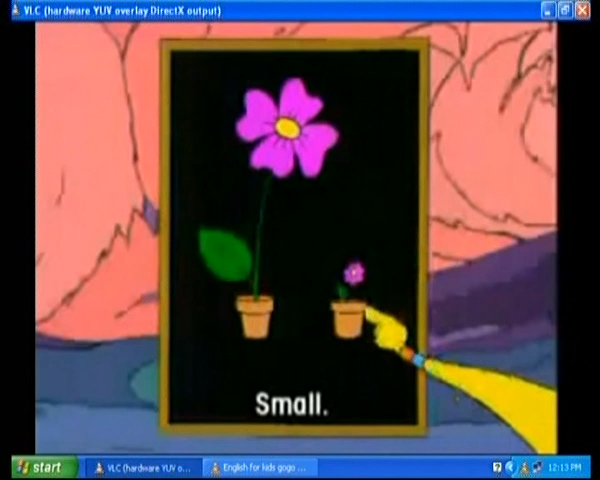 VLC (hardware YUV overlay DirectX output)
Small.
start
VLC (hardware YUV o...
English for kids gogo ...
12:13 PM